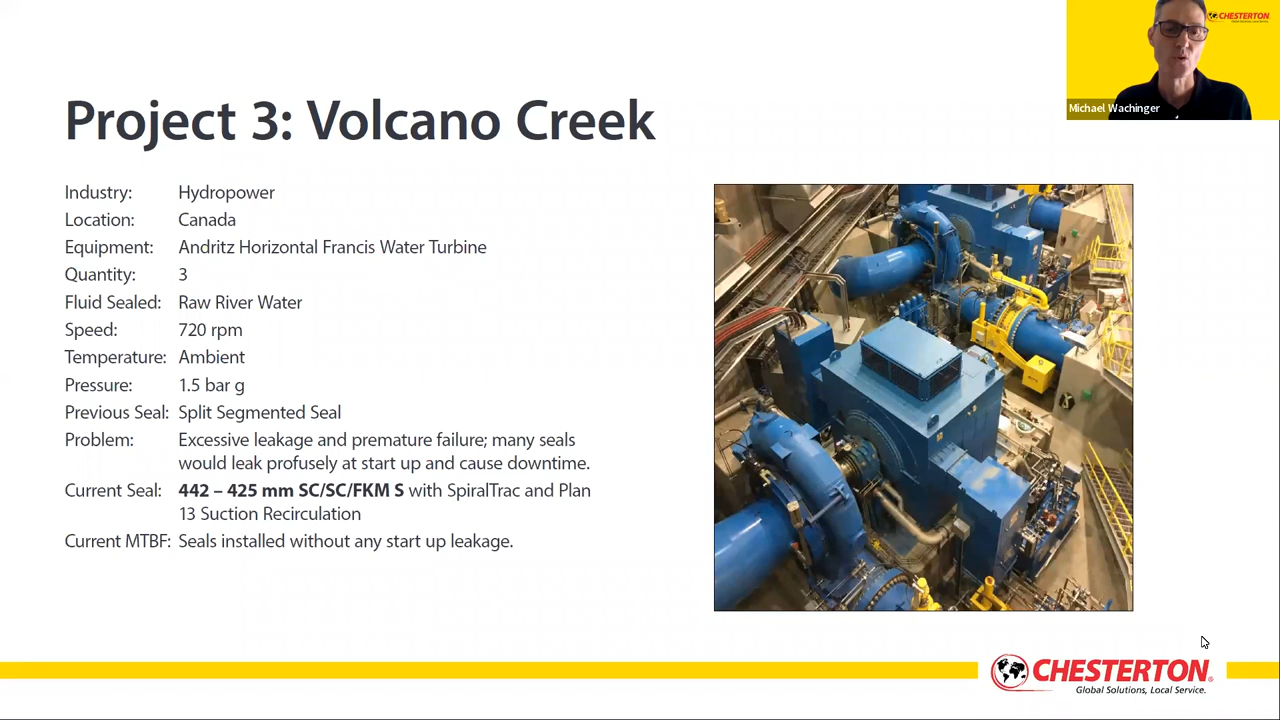 CHESTERTON
Michael Wachinger
Project 3: Volcano Creek
Industry: Hydropower
Location: Canada
Equipment: Andritz Horizontal Francis Water Turbine
Quantity: 3
Fluid Sealed: Raw River Water
Speed: 720 rpm
Temperature: Ambient
Pressure: 1.5 bar g
Previous Seal: Split Segmented Seal
Problem: Excessive leakage and premature failure; many seals
would leak profusely at start up and cause downtime.
Current Seal: 442 – 425 mm SC/SC/FKM S with SpiralTrac and Plan
13 Suction Recirculation
Current MTBF: Seals installed without any start up leakage.
CHESTERTON®
Global Solutions, Local Service.